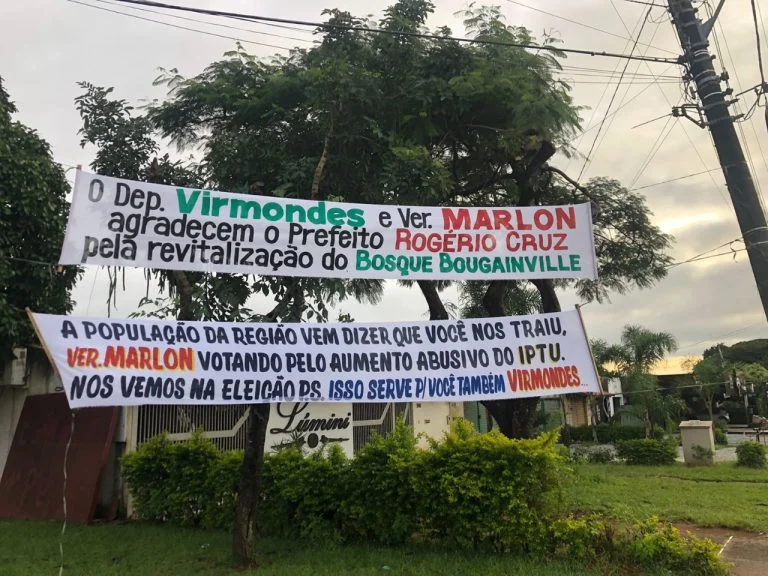 O Dep. Virmondes e Ver. MARLON
agradecem o Prefeito ROGÉRIO CRUZ
pela revitalização do BOSQUE BOUGAINVILLE
A POPULAÇÃO DA REGIÃO VEM DIZER QUE VOCÊ NOS TRAIU,
VER. MARLON VOTANDO PELO AUMENTO ABUSIVO DO IPTU.
NOS VEMOS NA ELEIÇÃO PS. ISSO SERVE P/ VOCÊ TAMBÉM VIRMONDES...
Lúmini